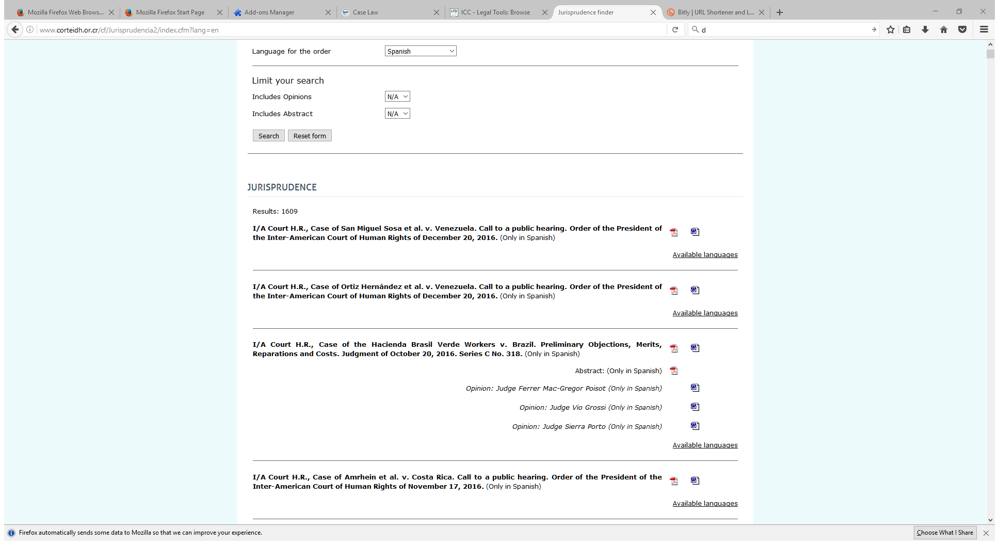 Mozilla Firefox Web Brows...
Mozilla Firefox Start Page
Add-ons Manager
Case Law
ICC - Legal Tools: Browse
Jurisprudence finder
Bitly | URL Shortener and L...
www.corteidh.or.cr/cf/Jurisprudencia2/index.cfm?lang=en
d
Language for the order
Spanish
Limit your search
Includes Opinions
N/A
Includes Abstract
N/A
Search
Reset form
JURISPRUDENCE
Results: 1609
I/A Court H.R., Case of San Miguel Sosa et al. v. Venezuela. Call to a public hearing. Order of the President of
the Inter-American Court of Human Rights of December 20, 2016. (Only in Spanish)
Available languages
I/A Court H.R., Case of Ortiz Hernández et al. v. Venezuela. Call to a public hearing. Order of the President of
the Inter-American Court of Human Rights of December 20, 2016. (Only in Spanish)
Available languages
I/A Court H.R., Case of the Hacienda Brasil Verde Workers v. Brazil. Preliminary Objections, Merits,
Reparations and Costs. Judgment of October 20, 2016. Series C No. 318. (Only in Spanish)
Abstract: (Only in Spanish)
Opinion: Judge Ferrer Mac-Gregor Poisot (Only in Spanish)
Opinion: Judge Vio Grossi (Only in Spanish)
Opinion: Judge Sierra Porto (Only in Spanish)
Available languages
I/A Court H.R., Case of Amrhein et al. v. Costa Rica. Call to a public hearing. Order of the President of the
Inter-American Court of Human Rights of November 17, 2016. (Only in Spanish)
Available languages
Firefox automatically sends some data to Mozilla so that we can improve your experience.
Choose What I Share